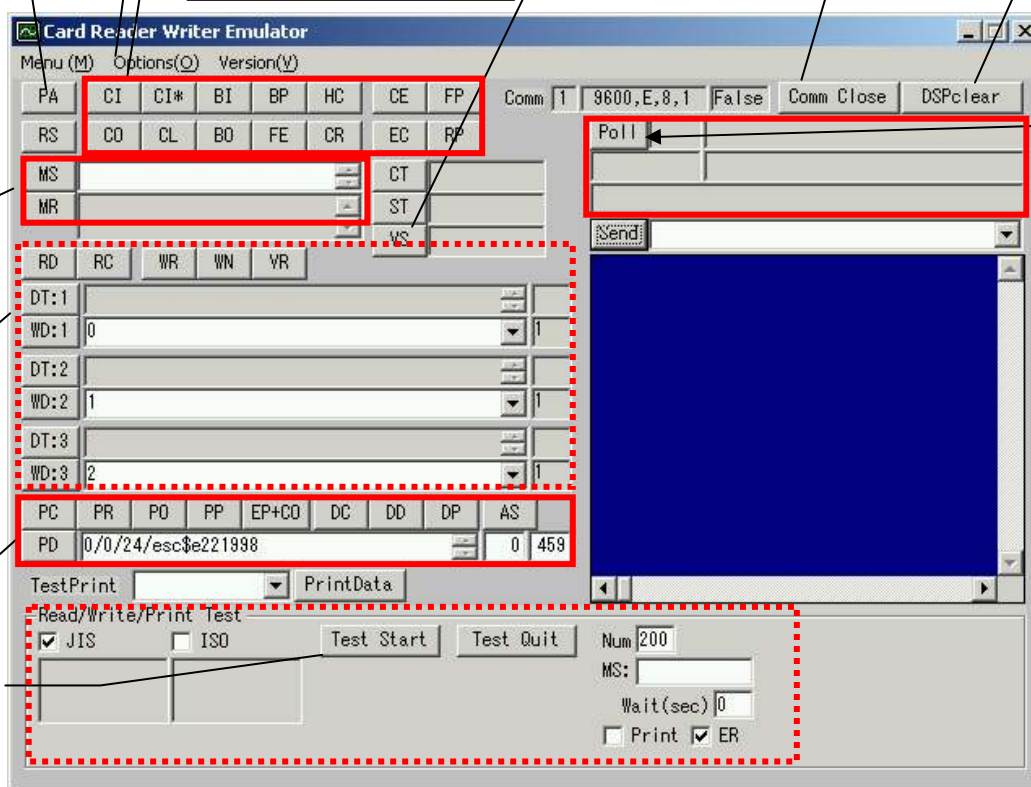 Card Reader Writer Emulator
Menu (M) Options(O) Version(V)
PA CI CI* BI BP HC CE FP Comm 1 9600,E,8,1 False Comm Close DSPclear
RS CO CL BO FE CR EC RP Poll
MS CT
MR ST
VS Send
RD RC WR WN VR
DT:1
WD:1 0 1
DT:2
WD:2 1 1
DT:3
WD:3 2 1
PC PR PO PP EP+CO DC DD DP AS
PD 0/0/24/esc$e221998 0 459
TestPrint PrintData
Read/Write/Print Test
JIS ISO Test Start Test Quit Num 200
MS:
Wait(sec) 0
Print ER